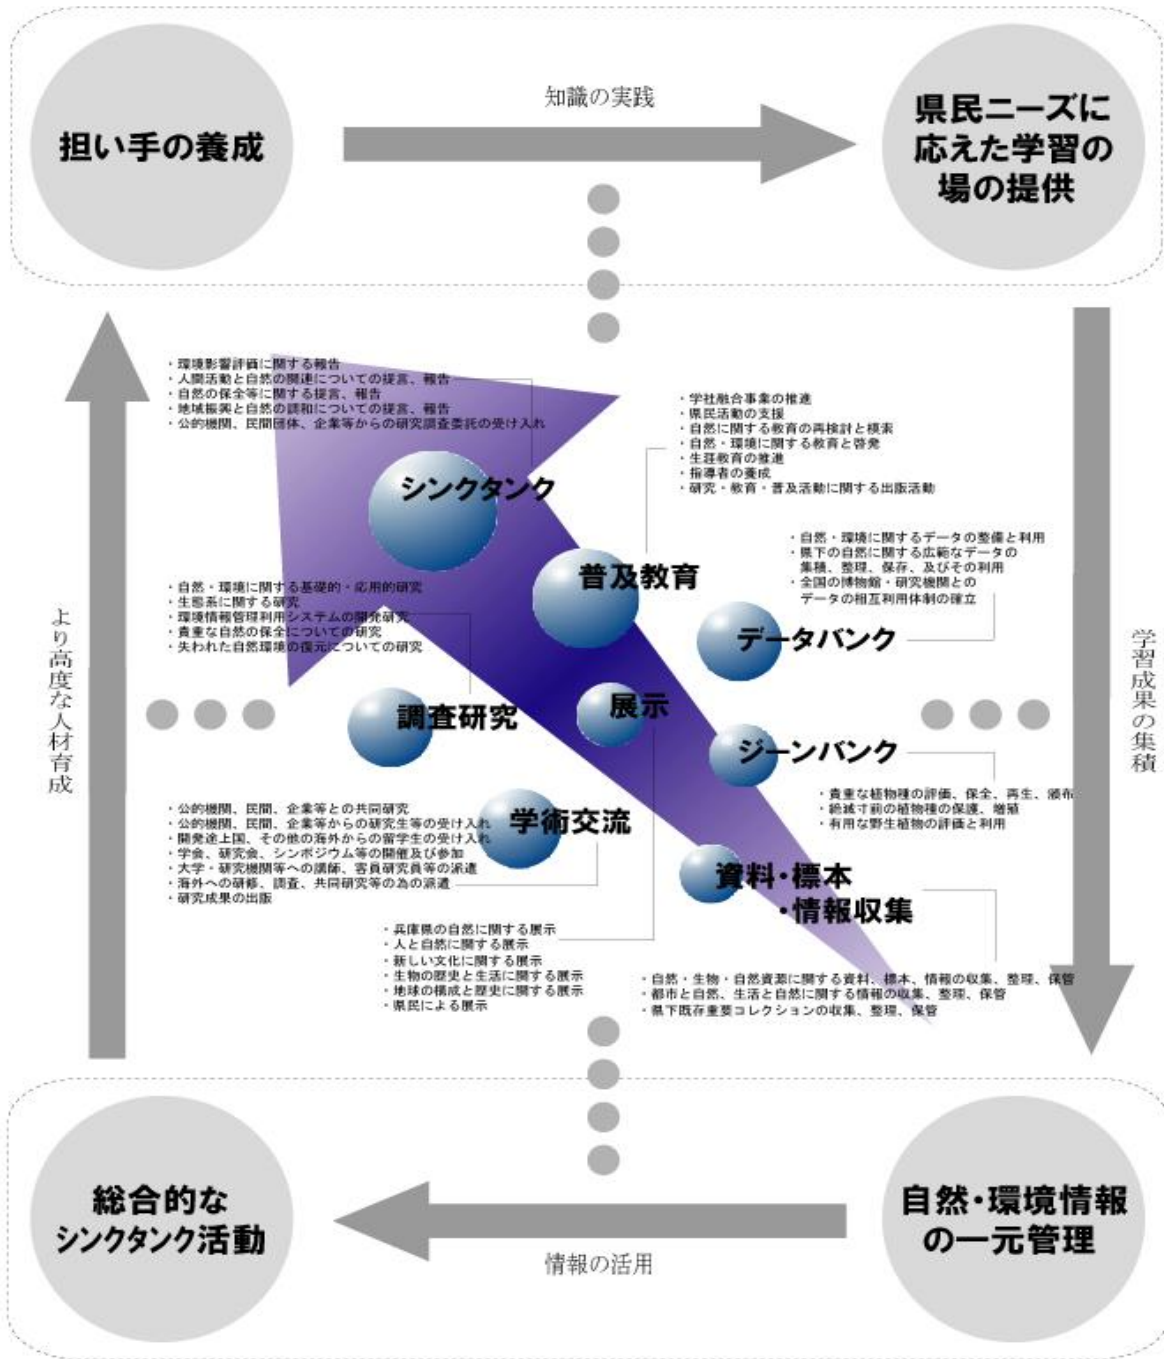 知識の実践
担い手の養成
県民ニーズに
応えた学習の
場の提供
・環境影響評価に関する報告
・人間活動と自然の関連についての提言、報告
・自然の保全等に関する提言、報告
・地域振興と自然の調和についての提言、報告
・公的機関、民間団体、企業等からの研究調査委託の受け入れ
シンクタンク
・学社融合事業の推進
・県民活動の支援
・自然に関する教育の再検討と模索
・自然・環境に関する教育と啓発
・生涯教育の推進
・指導者の養成
・研究・教育・普及活動に関する出版活動
普及教育
・自然・環境に関するデータの整備と利用
・県下の自然に関する広範なデータの
集積、整理、保存、及びその利用
・全国の博物館・研究機関との
データの相互利用体制の確立
データバンク
・自然・環境に関する基礎的・応用的研究
・生態系に関する研究
・環境情報管理利用システムの開発研究
・貴重な自然の保全についての研究
・失われた自然環境の復元についての研究
調査研究
展示
ジーンバンク
・貴重な植物種の評価、保全、再生、頒布
・絶滅寸前の植物種の保護、増殖
・有用な野生植物の評価と利用
より高度な人材育成
学習成果の集積
・公的機関、民間、企業等との共同研究
・公的機関、民間、企業等からの研究生等の受け入れ
・開発途上国、その他の海外からの留学生の受け入れ
・学会、研究会、シンポジウム等の開催及び参加
・大学・研究機関等への講師、客員研究員等の派遣
・海外への研修、調査、共同研究等の為の派遣
・研究成果の出版
学術交流
資料・標本
・情報収集
・兵庫県の自然に関する展示
・人と自然に関する展示
・新しい文化に関する展示
・生物の歴史と生活に関する展示
・地球の構成と歴史に関する展示
・県民による展示
・自然・生物・自然資源に関する資料、標本、情報の収集、整理、保管
・都市と自然、生活と自然に関する情報の収集、整理、保管
・県下既存重要コレクションの収集、整理、保管
総合的な
シンクタンク活動
情報の活用
自然・環境情報
の一元管理